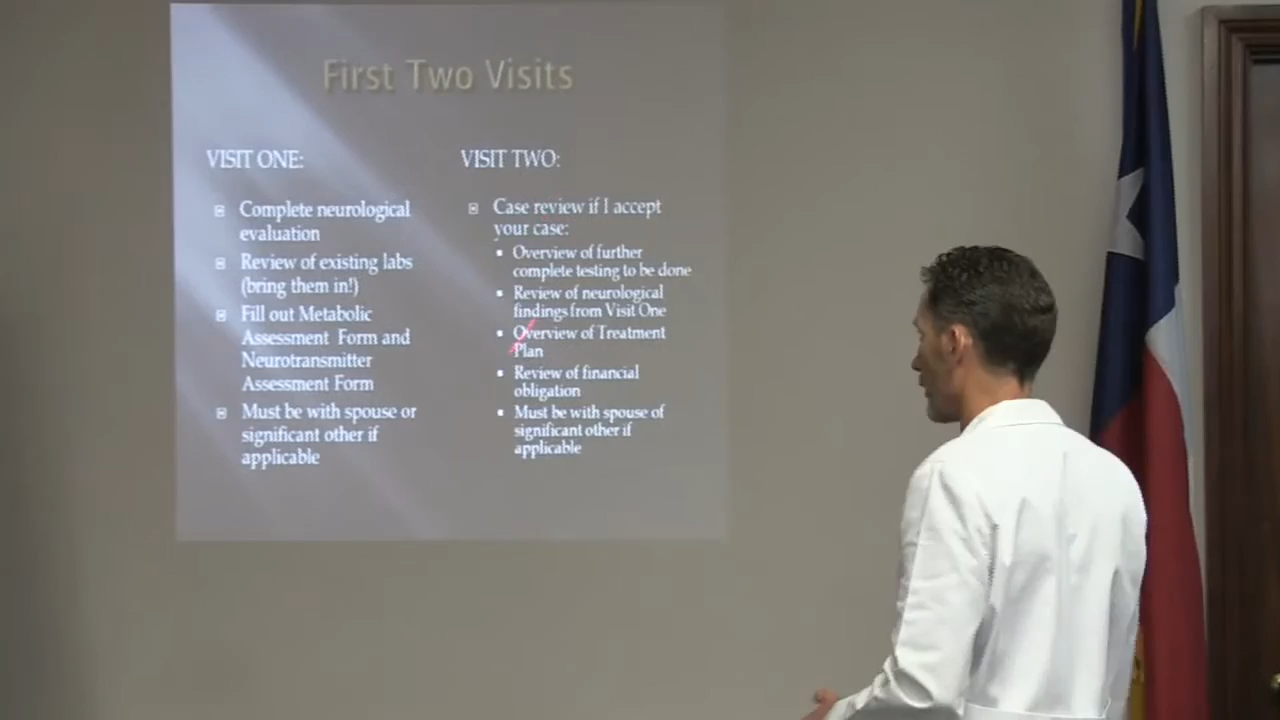 First Two Visits
VISIT ONE:
Complete neurological
evaluation
Review of existing labs
(bring them in!)
Fill out Metabolic
Assessment Form and
Neurotransmitter
Assessment Form
Must be with spouse or
significant other if
applicable
VISIT TWO:
Case review if I accept
your case:
Overview of further
complete testing to be done
Review of neurological
findings from Visit One
Overview of Treatment
Plan
Review of financial
obligation
Must be with spouse of
significant other if
applicable